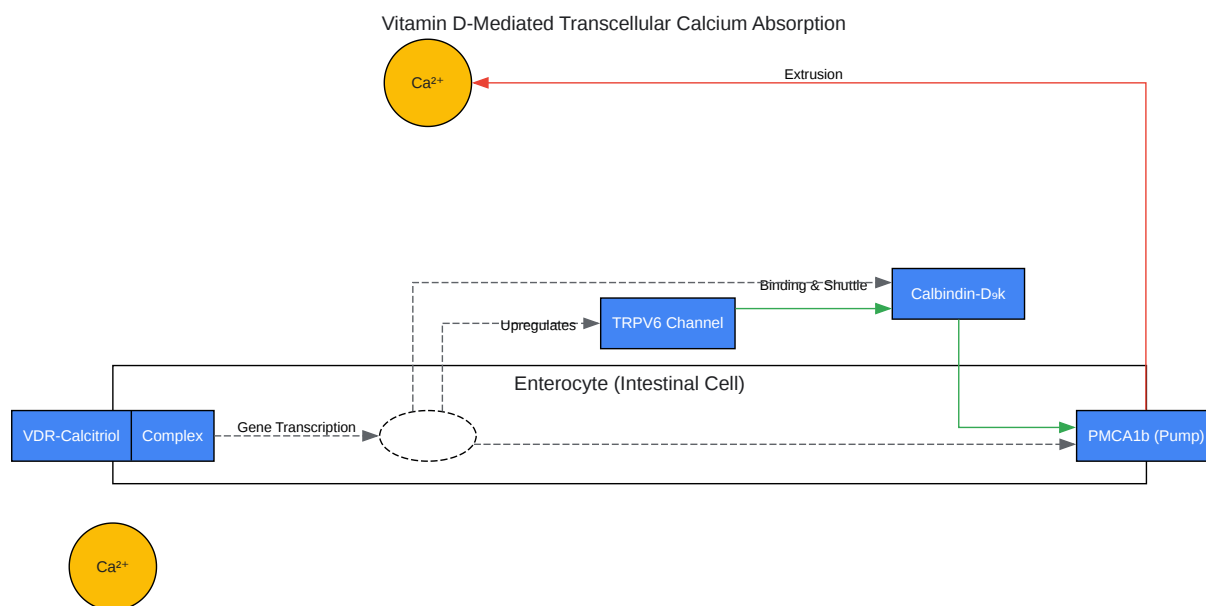 Vitamin D-Mediated Transcellular Calcium Absorption
Ca²⁺
Extrusion
Binding & Shuttle
Calbindin-D₉k
Upregulates
TRPV6 Channel
Enterocyte (Intestinal Cell)
VDR-Calcitriol
Complex
Gene Transcription
PMCA1b (Pump)
Ca²⁺